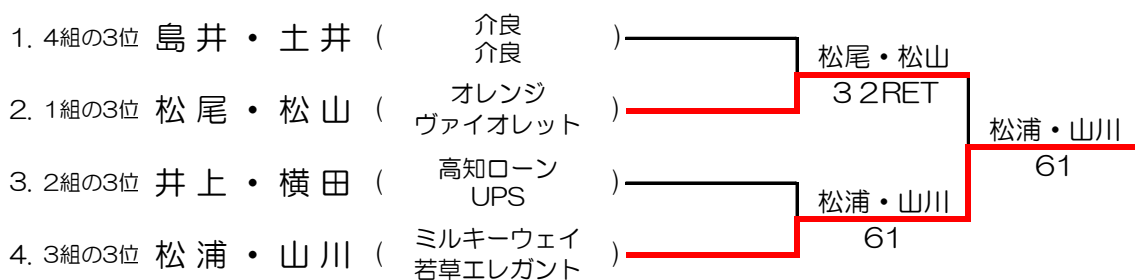 1. 4組の3位 島井・土井 ( 介良 介良 )
松尾・松山
3 2RET
2. 1組の3位 松尾・松山 ( オレンジ ヴァイオレット )
松浦・山川
61
3. 2組の3位 井上・横田 ( 高知ローン UPS )
松浦・山川
61
4. 3組の3位 松浦・山川 ( ミルキーウェイ 若草エレガント )